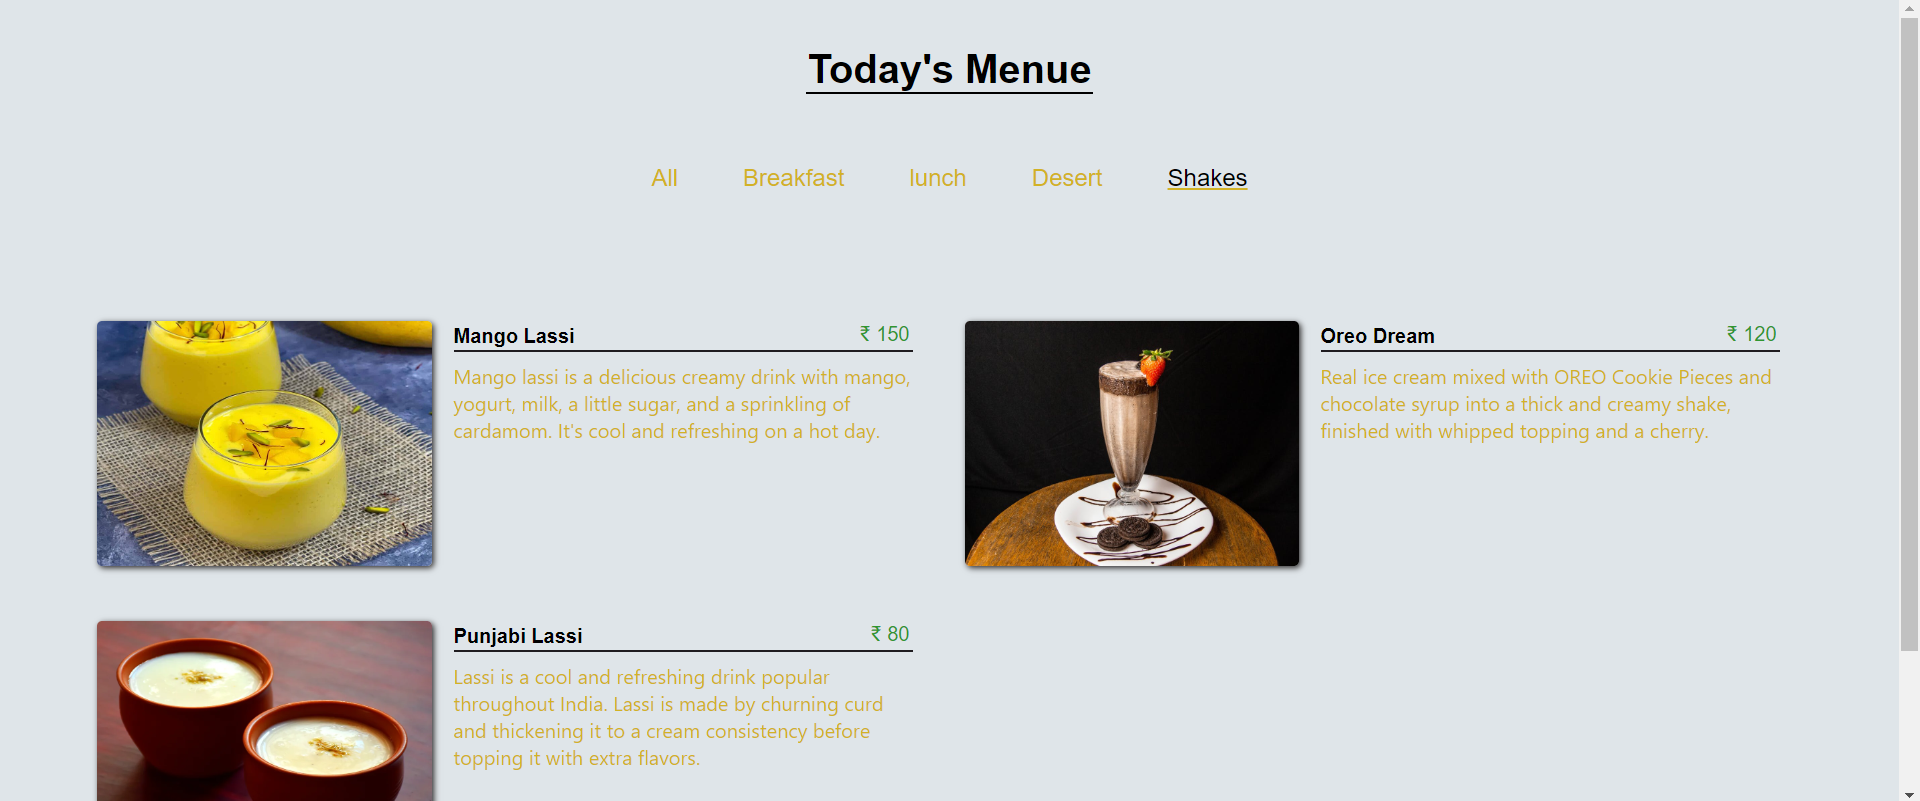 Today's Menue
All Breakfast lunch Desert Shakes
Mango Lassi ₹ 150
Mango lassi is a delicious creamy drink with mango,
yogurt, milk, a little sugar, and a sprinkling of
cardamom. It's cool and refreshing on a hot day.
Oreo Dream ₹ 120
Real ice cream mixed with OREO Cookie Pieces and
chocolate syrup into a thick and creamy shake,
finished with whipped topping and a cherry.
Punjabi Lassi ₹ 80
Lassi is a cool and refreshing drink popular
throughout India. Lassi is made by churning curd
and thickening it to a cream consistency before
topping it with extra flavors.